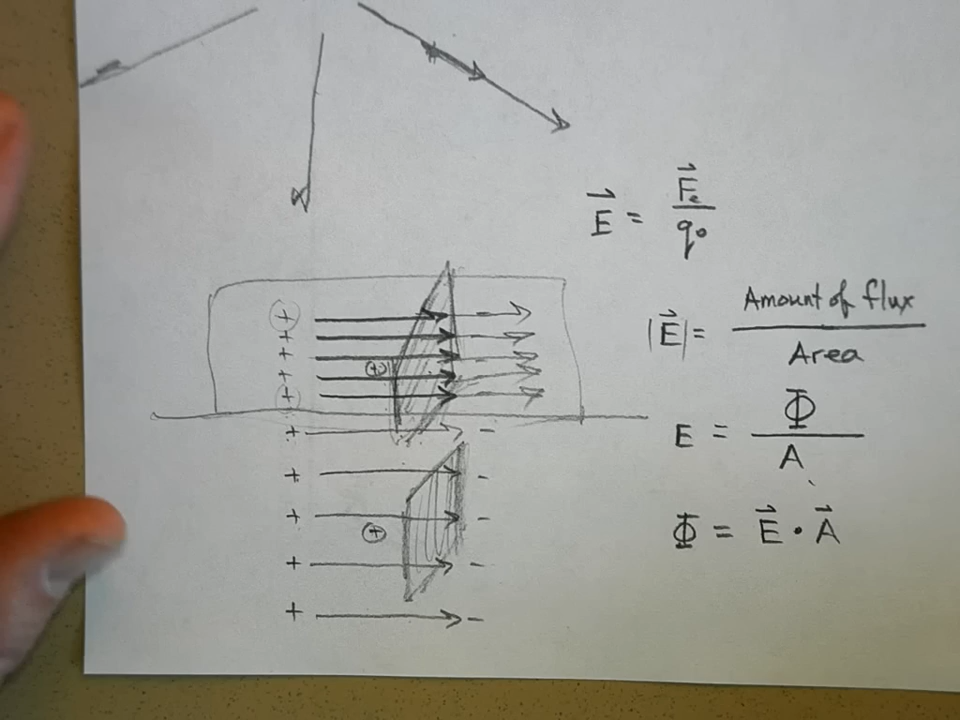 E⃗ = F⃗e / q₀
|E⃗| = Amount of flux / Area
+
+
+
+ ⊕
+
+ -
+ -
+ -
⊕
+ -
+ -
E = Φ / A
Φ = E⃗ · A⃗